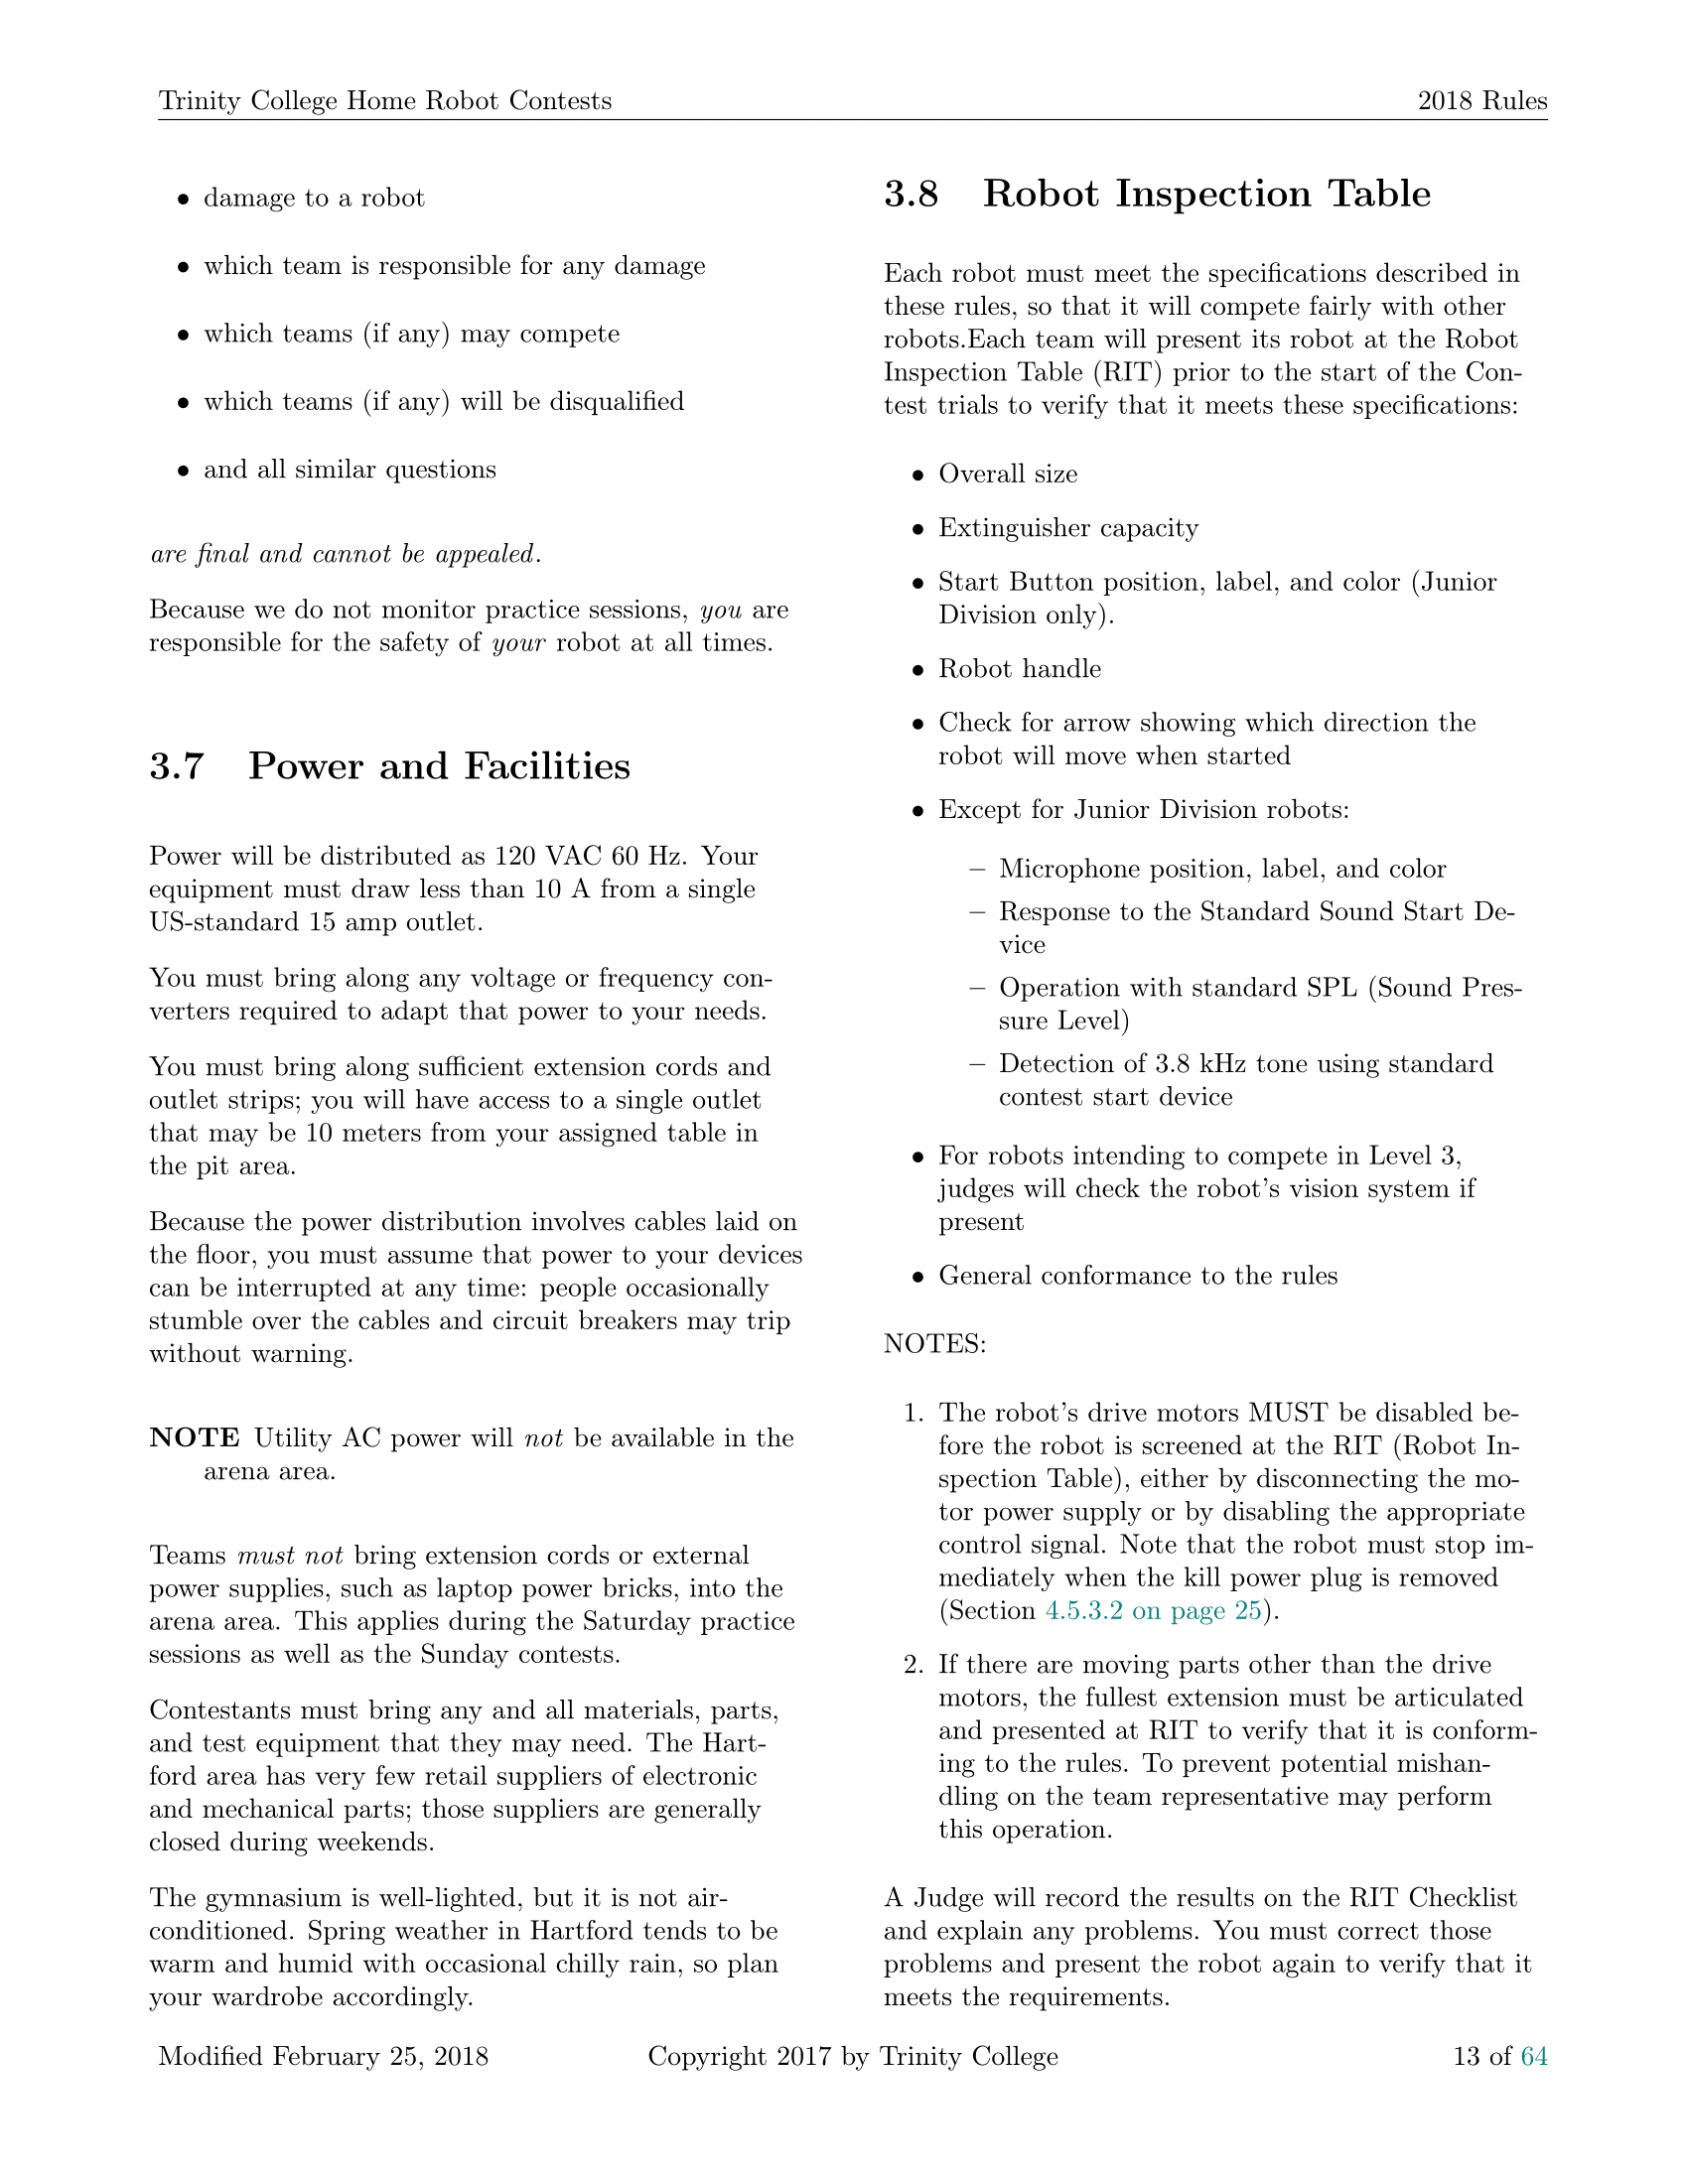 Trinity College Home Robot Contests 2018 Rules
• damage to a robot
• which team is responsible for any damage
• which teams (if any) may compete
• which teams (if any) will be disqualified
• and all similar questions
are final and cannot be appealed.
Because we do not monitor practice sessions, you are
responsible for the safety of your robot at all times.
3.7 Power and Facilities
Power will be distributed as 120 VAC 60 Hz. Your
equipment must draw less than 10 A from a single
US-standard 15 amp outlet.
You must bring along any voltage or frequency con-
verters required to adapt that power to your needs.
You must bring along sufficient extension cords and
outlet strips; you will have access to a single outlet
that may be 10 meters from your assigned table in
the pit area.
Because the power distribution involves cables laid on
the floor, you must assume that power to your devices
can be interrupted at any time: people occasionally
stumble over the cables and circuit breakers may trip
without warning.
NOTE Utility AC power will not be available in the
arena area.
Teams must not bring extension cords or external
power supplies, such as laptop power bricks, into the
arena area. This applies during the Saturday practice
sessions as well as the Sunday contests.
Contestants must bring any and all materials, parts,
and test equipment that they may need. The Hart-
ford area has very few retail suppliers of electronic
and mechanical parts; those suppliers are generally
closed during weekends.
The gymnasium is well-lighted, but it is not air-
conditioned. Spring weather in Hartford tends to be
warm and humid with occasional chilly rain, so plan
your wardrobe accordingly.
3.8 Robot Inspection Table
Each robot must meet the specifications described in
these rules, so that it will compete fairly with other
robots.Each team will present its robot at the Robot
Inspection Table (RIT) prior to the start of the Con-
test trials to verify that it meets these specifications:
• Overall size
• Extinguisher capacity
• Start Button position, label, and color (Junior
Division only).
• Robot handle
• Check for arrow showing which direction the
robot will move when started
• Except for Junior Division robots:
– Microphone position, label, and color
– Response to the Standard Sound Start De-
vice
– Operation with standard SPL (Sound Pres-
sure Level)
– Detection of 3.8 kHz tone using standard
contest start device
• For robots intending to compete in Level 3,
judges will check the robot's vision system if
present
• General conformance to the rules
NOTES:
1. The robot's drive motors MUST be disabled be-
fore the robot is screened at the RIT (Robot In-
spection Table), either by disconnecting the mo-
tor power supply or by disabling the appropriate
control signal. Note that the robot must stop im-
mediately when the kill power plug is removed
(Section 4.5.3.2 on page 25).
2. If there are moving parts other than the drive
motors, the fullest extension must be articulated
and presented at RIT to verify that it is conform-
ing to the rules. To prevent potential mishan-
dling on the team representative may perform
this operation.
A Judge will record the results on the RIT Checklist
and explain any problems. You must correct those
problems and present the robot again to verify that it
meets the requirements.
Modified February 25, 2018 Copyright 2017 by Trinity College 13 of 64